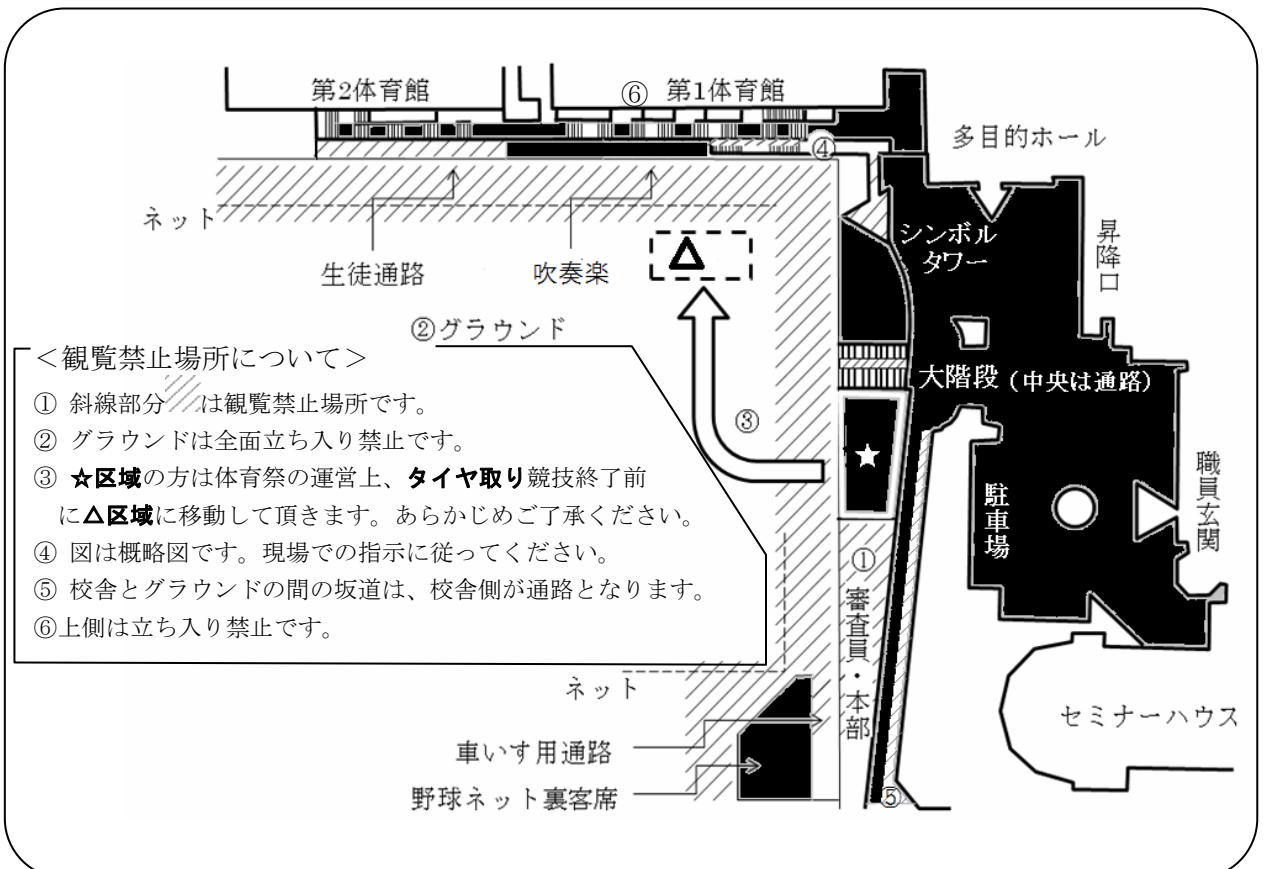 第2体育館
⑥ 第1体育館
④
多目的ホール
ネット
シンボル
タワー
昇降口
生徒通路
吹奏楽
△
②グラウンド
<観覧禁止場所について>
① 斜線部分は観覧禁止場所です。
② グラウンドは全面立ち入り禁止です。
③ ☆区域の方は体育祭の運営上、タイヤ取り競技終了前
に△区域に移動して頂きます。あらかじめご了承ください。
④ 図は概略図です。現場での指示に従ってください。
⑤ 校舎とグラウンドの間の坂道は、校舎側が通路となります。
⑥上側は立ち入り禁止です。
大階段(中央は通路)
③
★
駐車場
職員玄関
①審査員・本部
ネット
車いす用通路
野球ネット裏客席
セミナーハウス
⑤